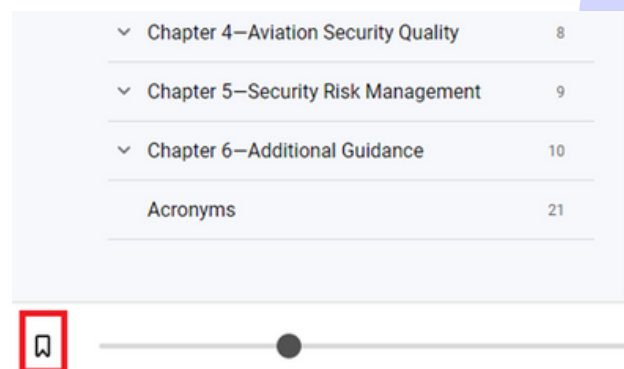 Chapter 4—Aviation Security Quality 8
Chapter 5—Security Risk Management 9
Chapter 6—Additional Guidance 10
Acronyms 21